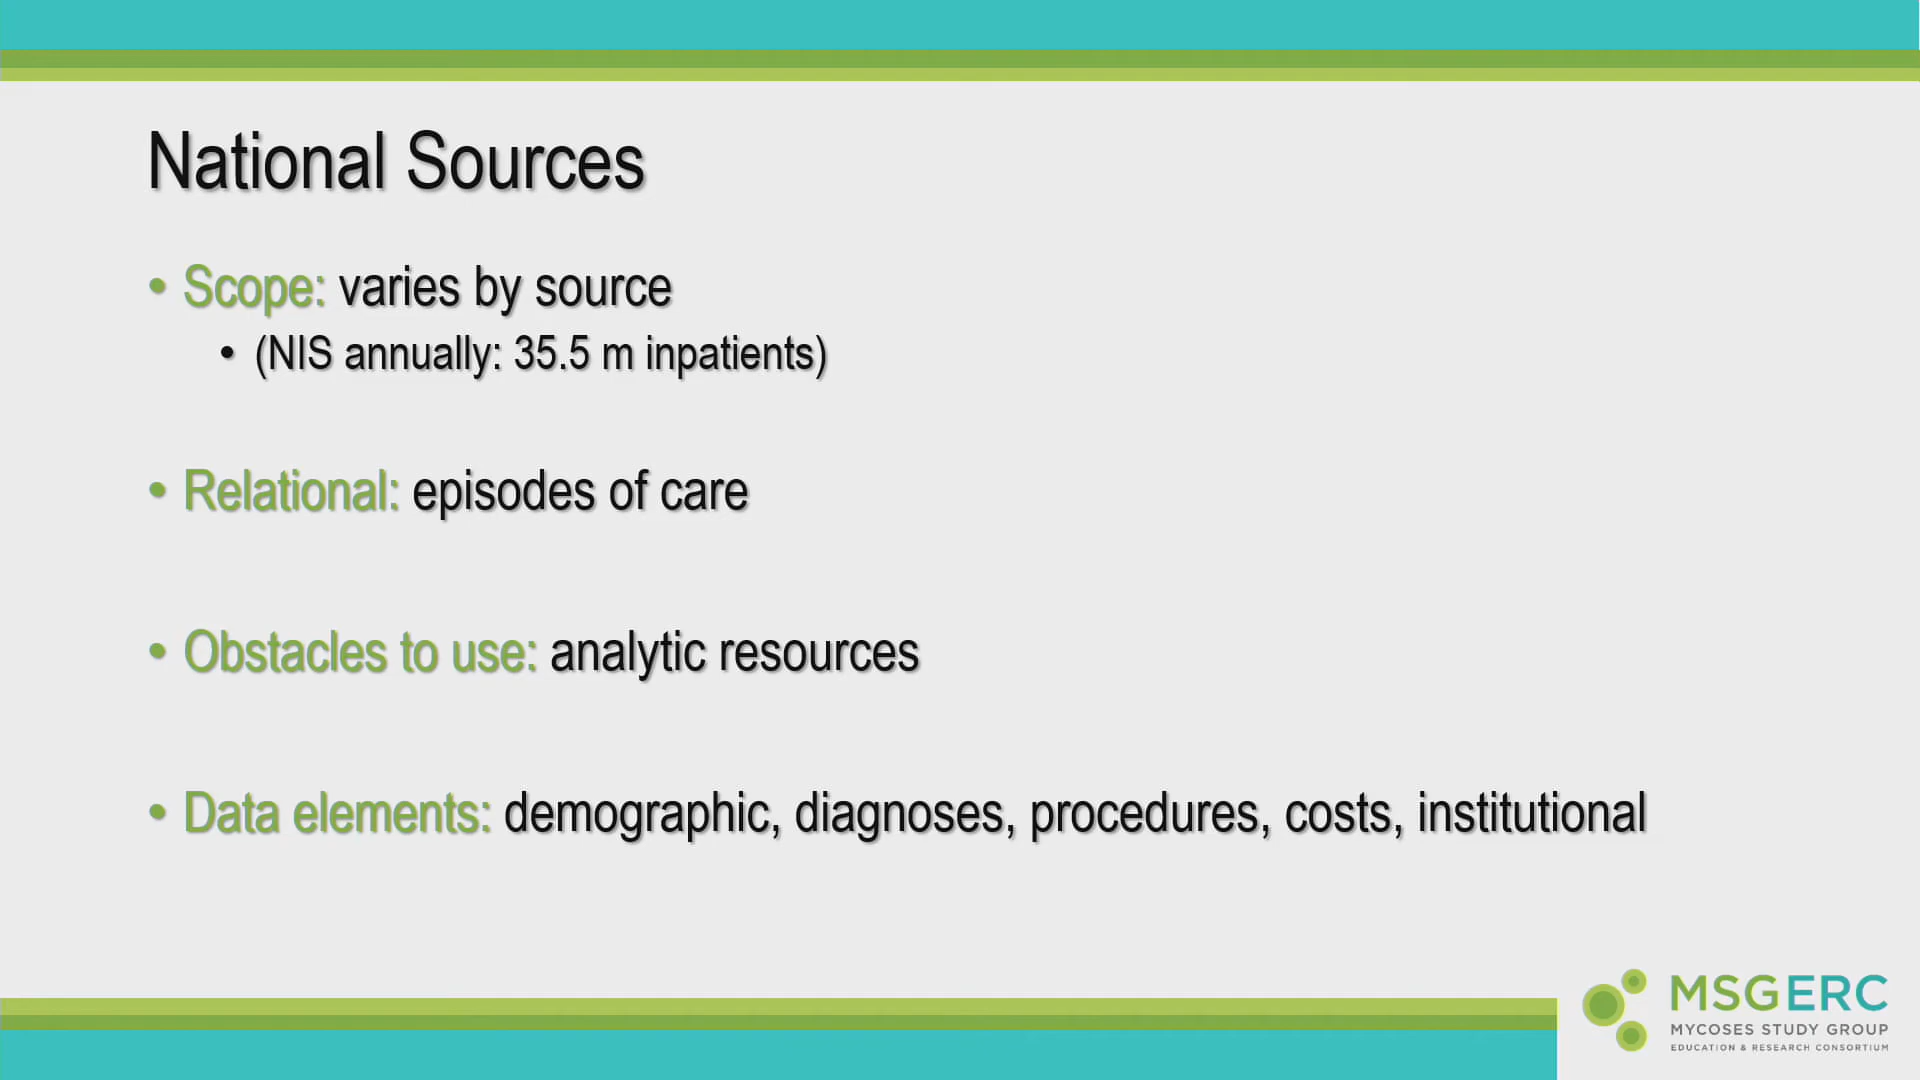 National Sources
• Scope: varies by source
• (NIS annually: 35.5 m inpatients)
• Relational: episodes of care
• Obstacles to use: analytic resources
• Data elements: demographic, diagnoses, procedures, costs, institutional
MSGERC
MYCOSES STUDY GROUP
EDUCATION & RESEARCH CONSORTIUM